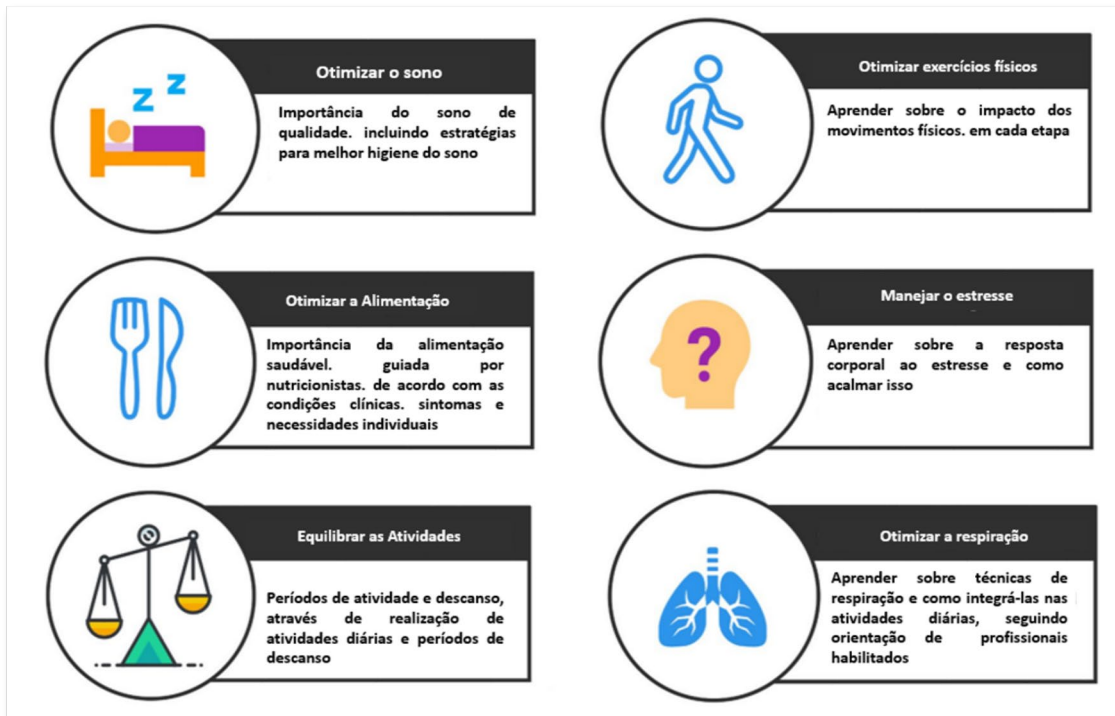 Otimizar o sono
Importância do sono de
qualidade. incluindo estratégias
para melhor higiene do sono
Otimizar exercícios físicos
Aprender sobre o impacto dos
movimentos físicos. em cada etapa
Otimizar a Alimentação
Importância da alimentação
saudável. guiada por
nutricionistas. de acordo com as
condições clínicas. sintomas e
necessidades individuais
Manejar o estresse
Aprender sobre a resposta
corporal ao estresse e como
acalmar isso
Equilibrar as Atividades
Períodos de atividade e descanso,
através de realização de
atividades diárias e períodos de
descanso
Otimizar a respiração
Aprender sobre técnicas de
respiração e como integrá-las nas
atividades diárias, seguindo
orientação de profissionais
habilitados